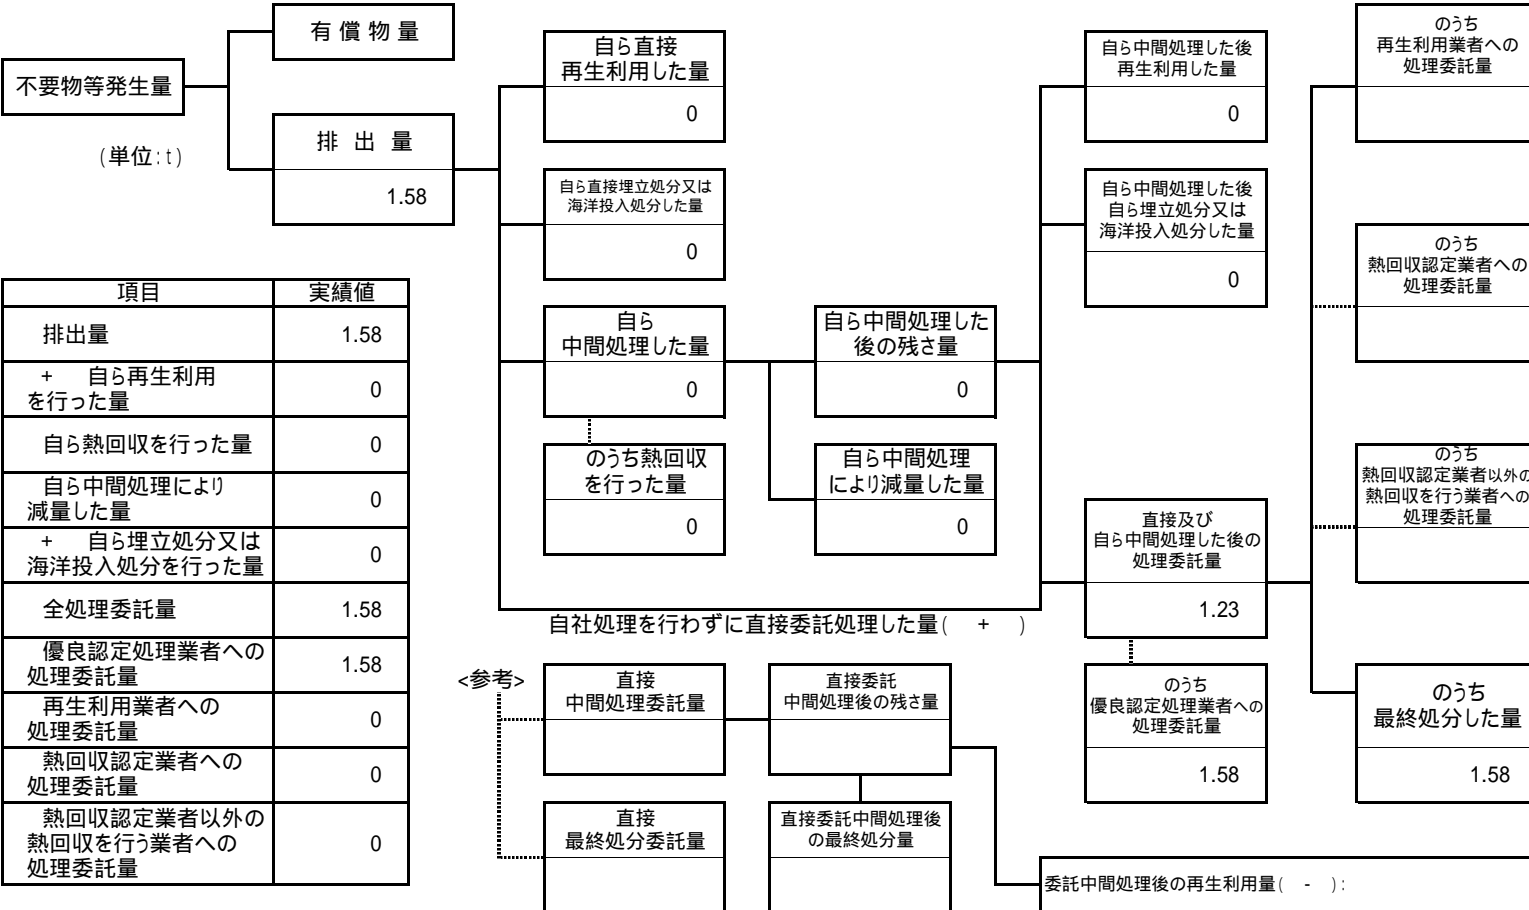 有 償 物 量
不要物等発生量
(単位:t)
排 出 量
1.58
自ら直接
再生利用した量
0
自ら直接埋立処分又は
海洋投入処分した量
0
自ら
中間処理した量
0
のうち熱回収
を行った量
0
自ら中間処理した
後の残さ量
0
自ら中間処理
により減量した量
0
自ら中間処理した後
再生利用した量
0
自ら中間処理した後
自ら埋立処分又は
海洋投入処分した量
0
直接及び
自ら中間処理した後の
処理委託量
1.23
のうち
優良認定処理業者への
処理委託量
1.58
のうち
再生利用業者への
処理委託量
のうち
熱回収認定業者への
処理委託量
のうち
熱回収認定業者以外の
熱回収を行う業者への
処理委託量
のうち
最終処分した量
1.58
自社処理を行わずに直接委託処理した量( + )
<参考>
直接
中間処理委託量
直接委託
中間処理後の残さ量
直接
最終処分委託量
直接委託中間処理後
の最終処分量
委託中間処理後の再生利用量( - ):
項目 実績値
排出量 1.58
+ 自ら再生利用
を行った量 0
自ら熱回収を行った量 0
自ら中間処理により
減量した量 0
+ 自ら埋立処分又は
海洋投入処分を行った量 0
全処理委託量 1.58
優良認定処理業者への
処理委託量 1.58
再生利用業者への
処理委託量 0
熱回収認定業者への
処理委託量 0
熱回収認定業者以外の
熱回収を行う業者への
処理委託量 0